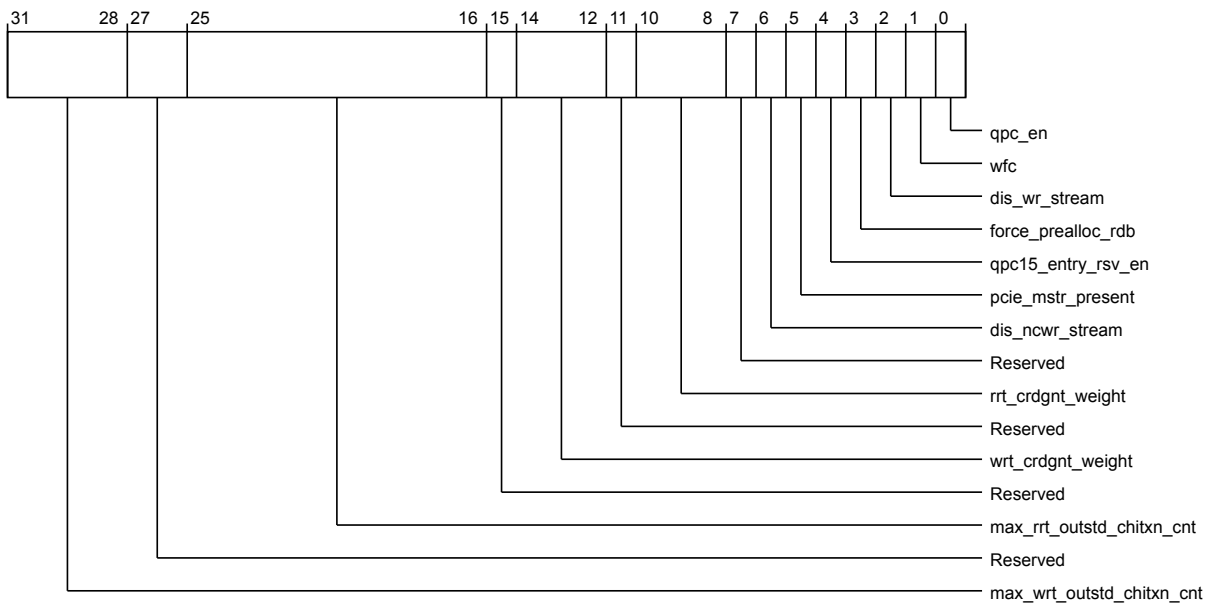 31 28 27 25 16 15 14 12 11 10 8 7 6 5 4 3 2 1 0
qpc_en
wfc
dis_wr_stream
force_prealloc_rdb
qpc15_entry_rsv_en
pcie_mstr_present
dis_ncwr_stream
Reserved
rrt_crdgnt_weight
Reserved
wrt_crdgnt_weight
Reserved
max_rrt_outstd_chitxn_cnt
Reserved
max_wrt_outstd_chitxn_cnt